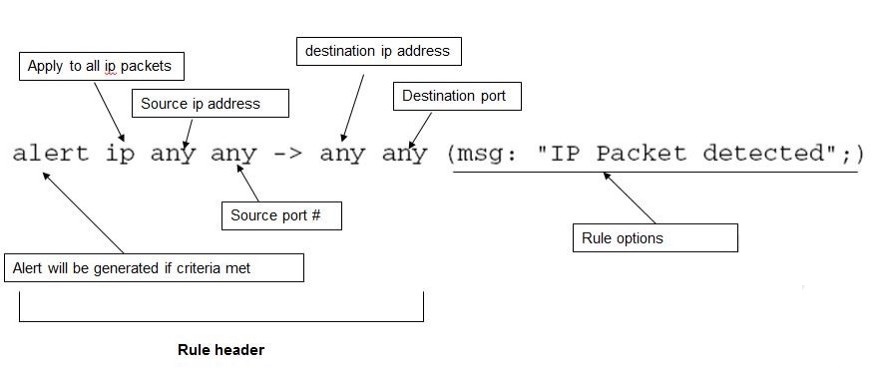 destination ip address
Apply to all ip packets
Source ip address
Destination port
alert ip any any -> any any (msg: "IP Packet detected";)
Source port #
Rule options
Alert will be generated if criteria met
Rule header